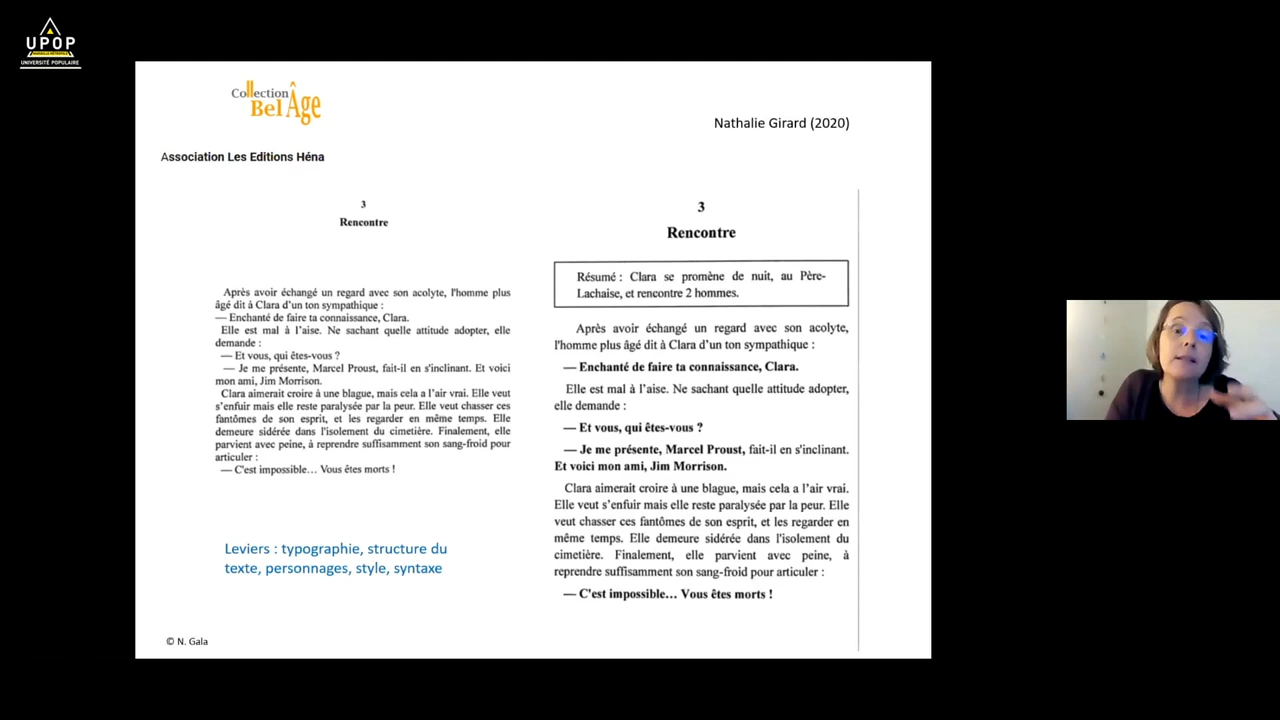 UPOP
UNIVERSITÉ POPULAIRE
Collection
Bel Âge
Nathalie Girard (2020)
Association Les Editions Héna
3
Rencontre
Après avoir échangé un regard avec son acolyte, l'homme plus
âgé dit à Clara d'un ton sympathique :
— Enchanté de faire ta connaissance, Clara.
Elle est mal à l'aise. Ne sachant quelle attitude adopter, elle
demande :
— Et vous, qui êtes-vous ?
— Je me présente, Marcel Proust, fait-il en s'inclinant. Et voici
mon ami, Jim Morrison.
Clara aimerait croire à une blague, mais cela a l'air vrai. Elle veut
s'enfuir mais elle reste paralysée par la peur. Elle veut chasser ces
fantômes de son esprit, et les regarder en même temps. Elle
demeure sidérée dans l'isolement du cimetière. Finalement, elle
parvient avec peine, à reprendre suffisamment son sang-froid pour
articuler :
— C'est impossible… Vous êtes morts !
Leviers : typographie, structure du
texte, personnages, style, syntaxe
3
Rencontre
Résumé : Clara se promène de nuit, au Père-
Lachaise, et rencontre 2 hommes.
Après avoir échangé un regard avec son acolyte,
l'homme plus âgé dit à Clara d'un ton sympathique :
— Enchanté de faire ta connaissance, Clara.
Elle est mal à l'aise. Ne sachant quelle attitude adopter,
elle demande :
— Et vous, qui êtes-vous ?
— Je me présente, Marcel Proust, fait-il en s'inclinant.
Et voici mon ami, Jim Morrison.
Clara aimerait croire à une blague, mais cela a l'air vrai.
Elle veut s'enfuir mais elle reste paralysée par la peur. Elle
veut chasser ces fantômes de son esprit, et les regarder en
même temps. Elle demeure sidérée dans l'isolement du
cimetière. Finalement, elle parvient avec peine, à
reprendre suffisamment son sang-froid pour articuler :
— C'est impossible… Vous êtes morts !
© N. Gala